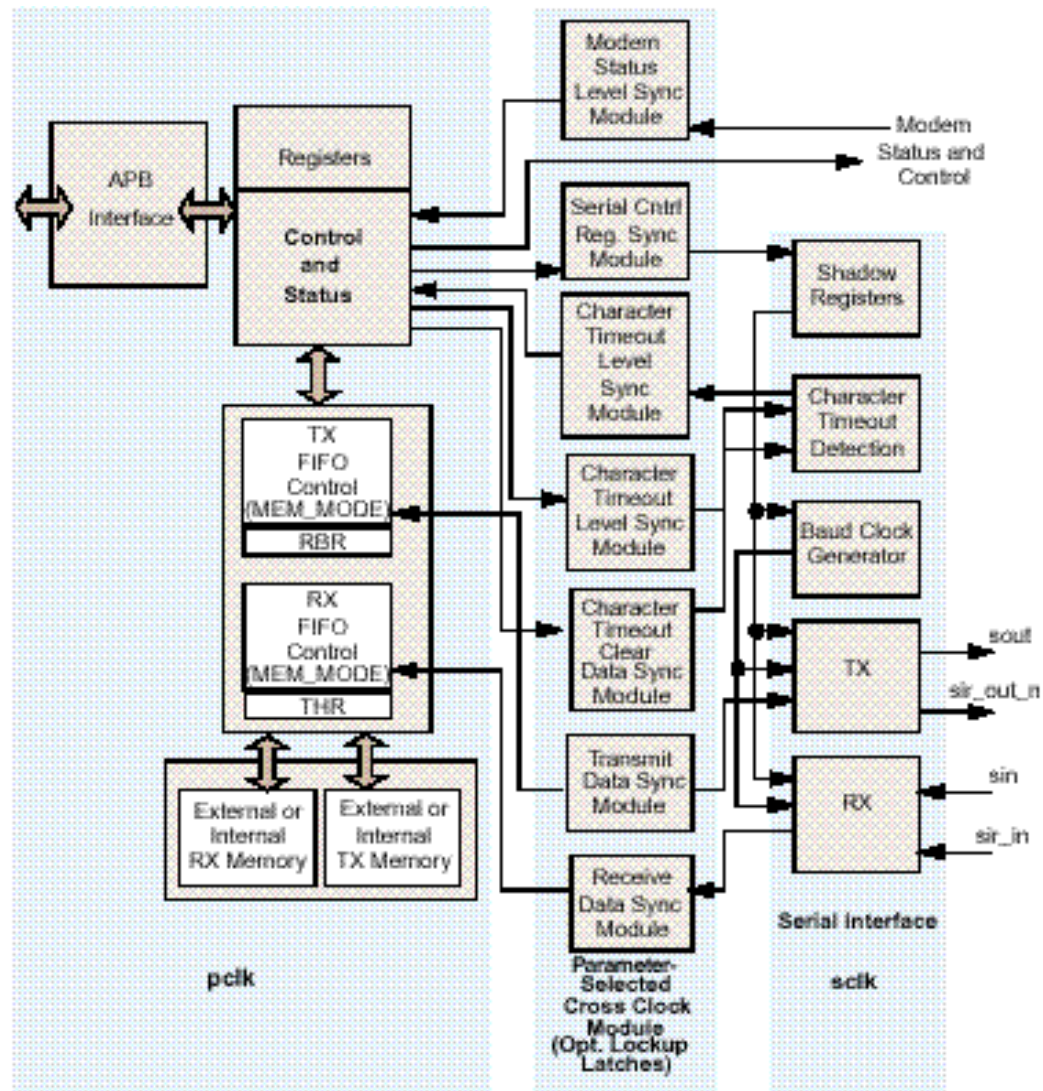 APB
Interface
Registers
Control
and
Status
TX
FIFO
Control
(MEM_MODE)
RBR
RX
FIFO
Control
(MEM_MODE)
THR
External or
Internal
RX Memory
External or
Internal
TX Memory
pclk
Modem
Status
Level Sync
Module
Serial Cntrl
Reg. Sync
Module
Character
Timeout
Level
Sync
Module
Character
Timeout
Level Sync
Module
Character
Timeout
Clear
Data Sync
Module
Transmit
Data Sync
Module
Receive
Data Sync
Module
Parameter-
Selected
Cross Clock
Module
(Opt. Lockup
Latches)
Modem
Status and
Control
Shadow
Registers
Character
Timeout
Detection
Baud Clock
Generator
TX
RX
sout
sir_out_n
sin
sir_in
Serial Interface
sclk